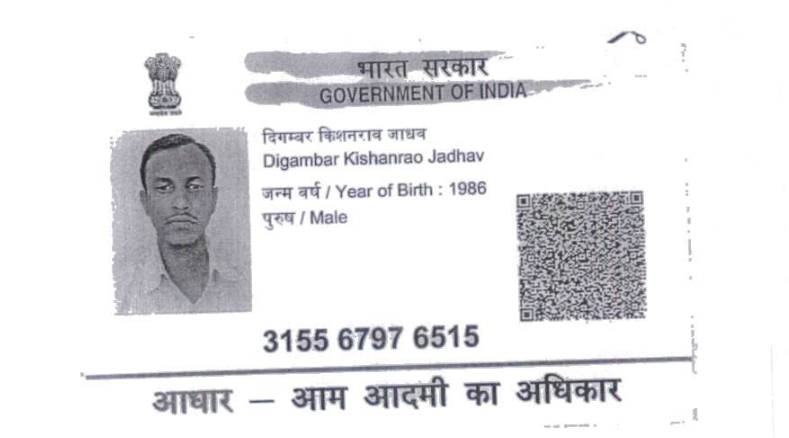 भारत सरकार
GOVERNMENT OF INDIA
दिगम्बर किशनराव जाधव
Digambar Kishanrao Jadhav
जन्म वर्ष / Year of Birth : 1986
पुरुष / Male
3155 6797 6515
आधार – आम आदमी का अधिकार